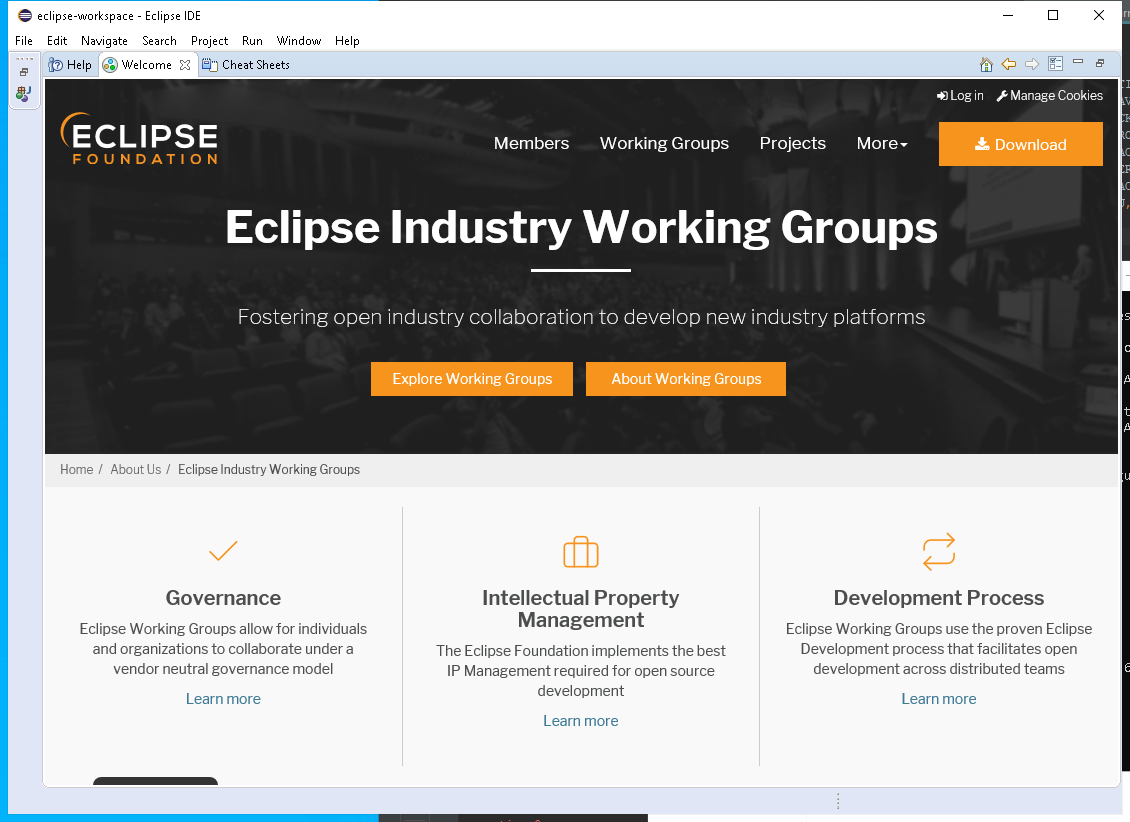 eclipse-workspace - Eclipse IDE
File Edit Navigate Search Project Run Window Help
Help Welcome Cheat Sheets
Log in Manage Cookies
ECLIPSE
FOUNDATION
Members Working Groups Projects More Download
Eclipse Industry Working Groups
Fostering open industry collaboration to develop new industry platforms
Explore Working Groups About Working Groups
Home / About Us / Eclipse Industry Working Groups
Governance
Eclipse Working Groups allow for individuals
and organizations to collaborate under a
vendor neutral governance model
Learn more
Intellectual Property
Management
The Eclipse Foundation implements the best
IP Management required for open source
development
Learn more
Development Process
Eclipse Working Groups use the proven Eclipse
Development process that facilitates open
development across distributed teams
Learn more